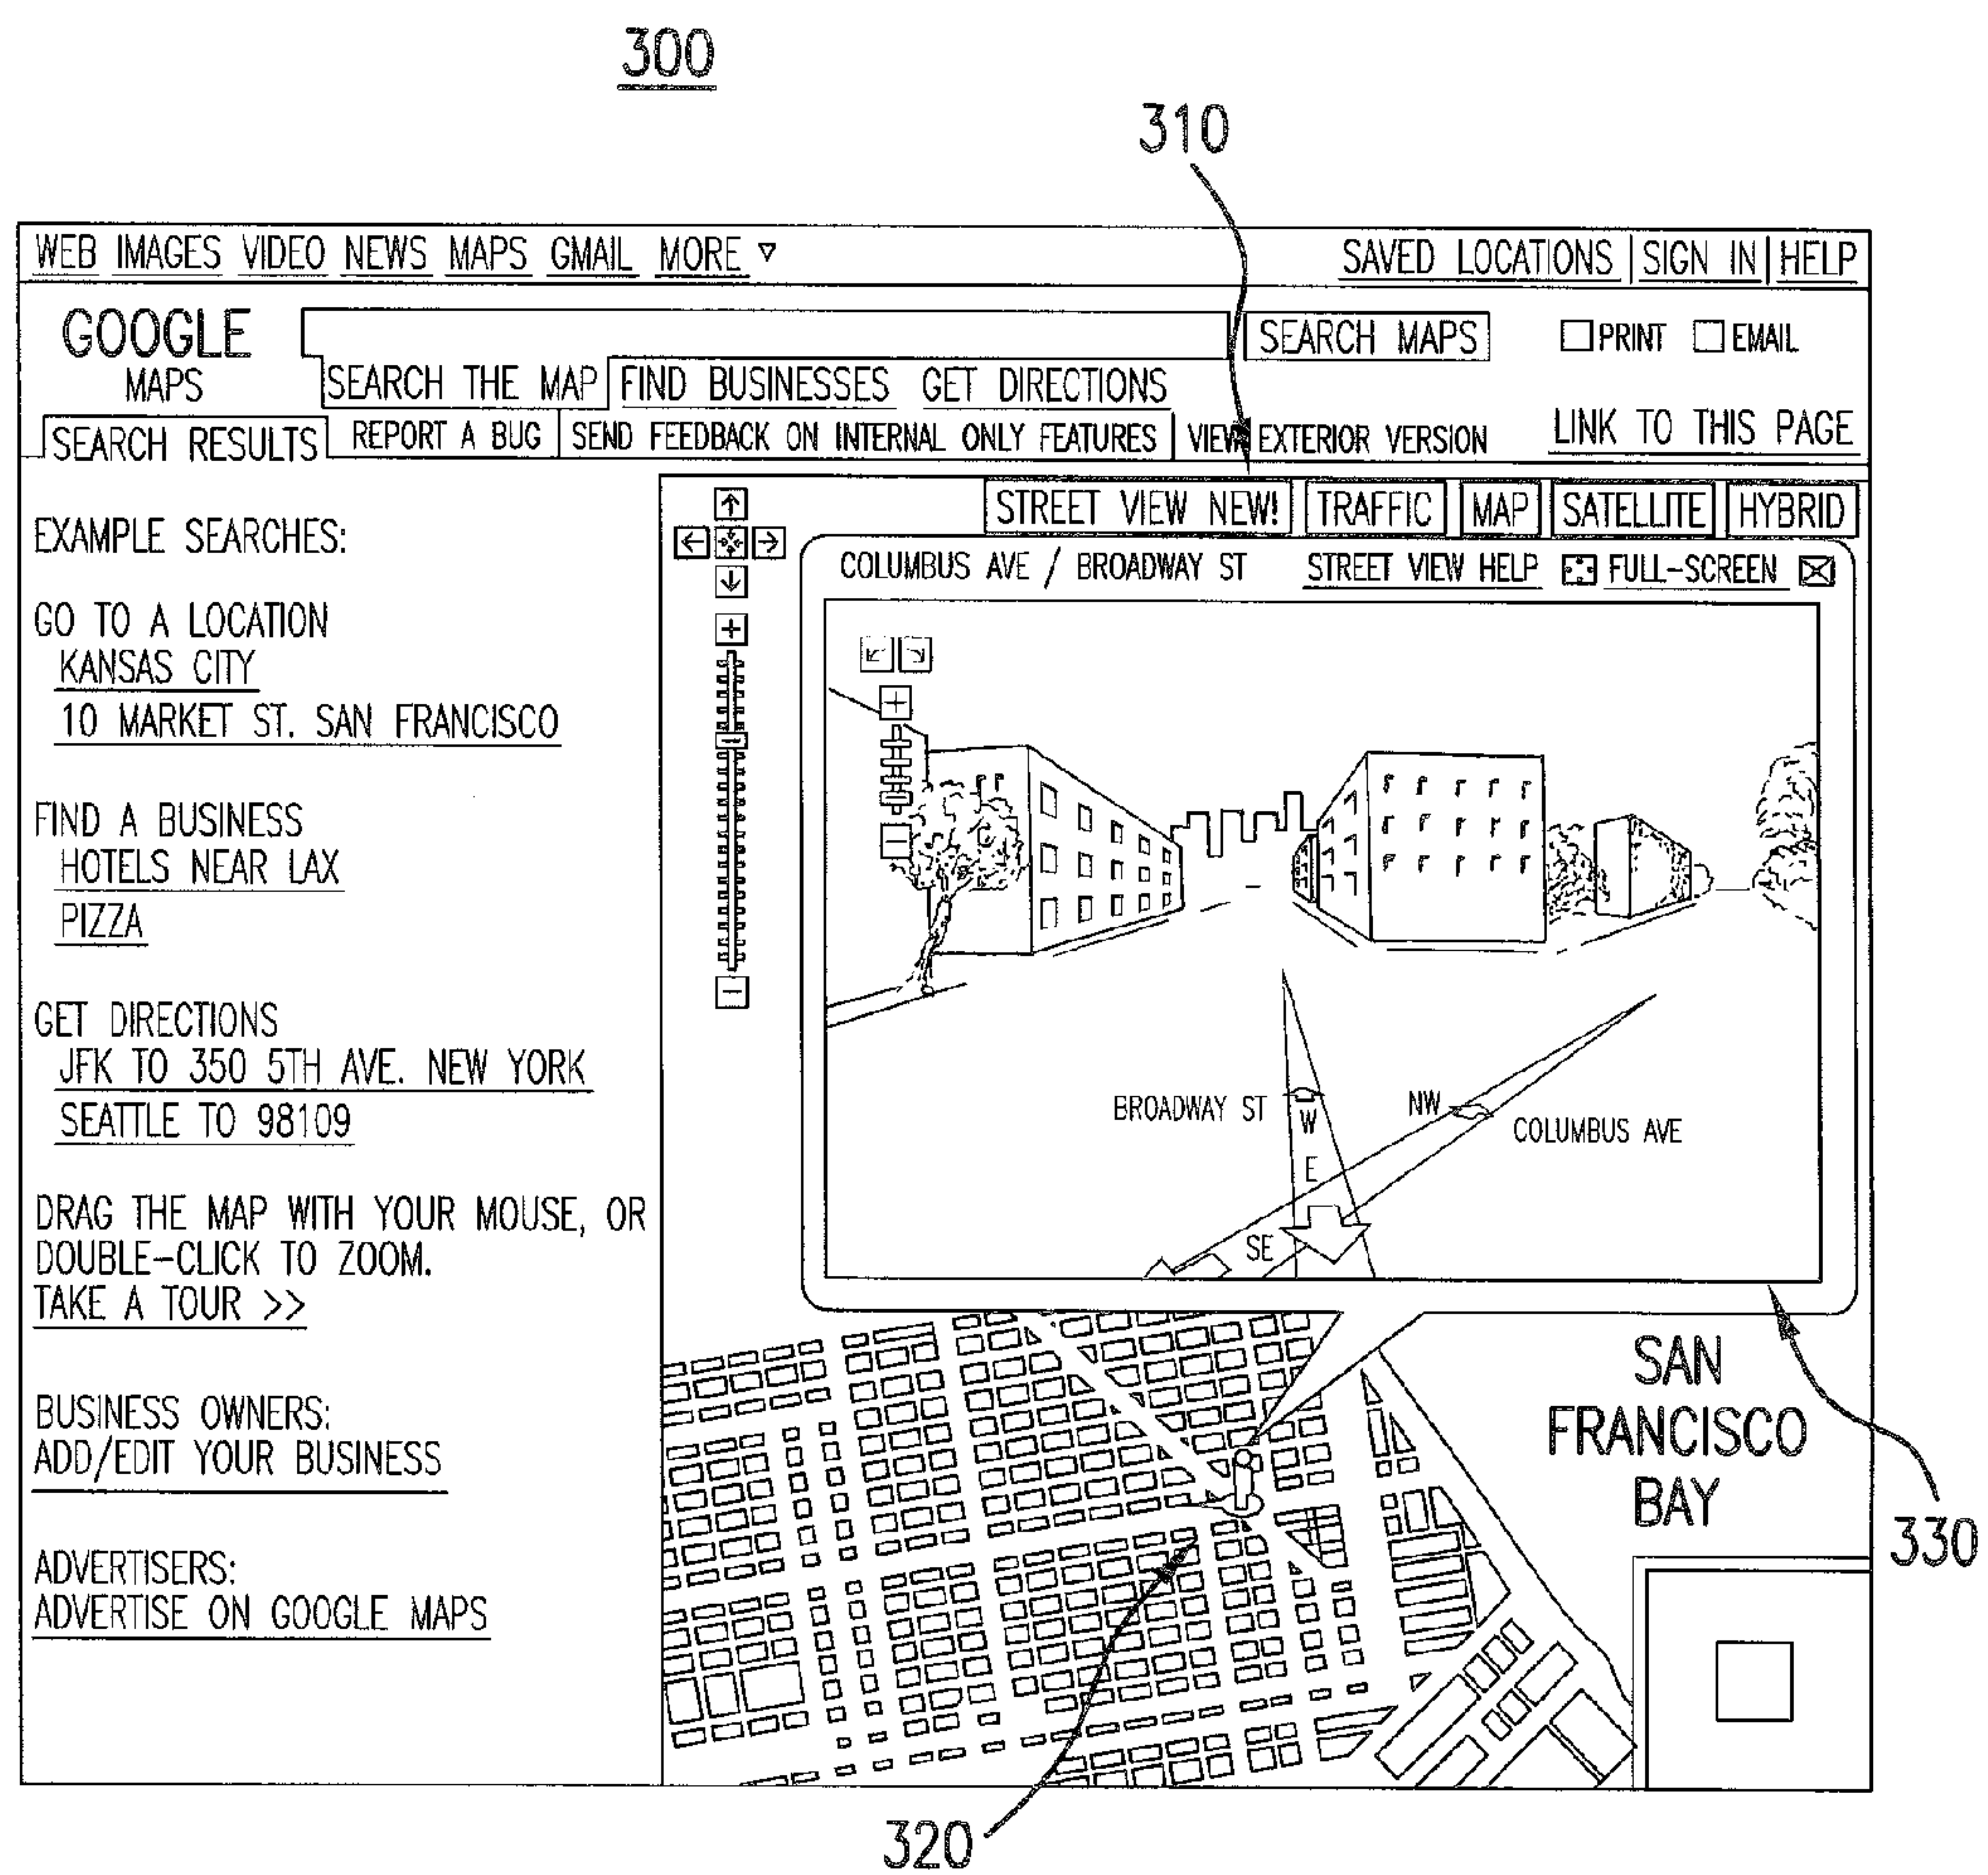 300
310
WEB IMAGES VIDEO NEWS MAPS GMAIL MORE ▿ SAVED LOCATIONS | SIGN IN | HELP
GOOGLE MAPS
SEARCH MAPS
PRINT EMAIL
SEARCH THE MAP FIND BUSINESSES GET DIRECTIONS
SEARCH RESULTS REPORT A BUG SEND FEEDBACK ON INTERNAL ONLY FEATURES VIEW EXTERIOR VERSION LINK TO THIS PAGE
STREET VIEW NEW! TRAFFIC MAP SATELLITE HYBRID
COLUMBUS AVE / BROADWAY ST STREET VIEW HELP FULL-SCREEN
EXAMPLE SEARCHES:
GO TO A LOCATION
KANSAS CITY
10 MARKET ST. SAN FRANCISCO
FIND A BUSINESS
HOTELS NEAR LAX
PIZZA
GET DIRECTIONS
JFK TO 350 5TH AVE. NEW YORK
SEATTLE TO 98109
DRAG THE MAP WITH YOUR MOUSE, OR
DOUBLE-CLICK TO ZOOM.
TAKE A TOUR >>
BUSINESS OWNERS:
ADD/EDIT YOUR BUSINESS
ADVERTISERS:
ADVERTISE ON GOOGLE MAPS
BROADWAY ST W NW COLUMBUS AVE
E
SE
SAN
FRANCISCO
BAY
330
320